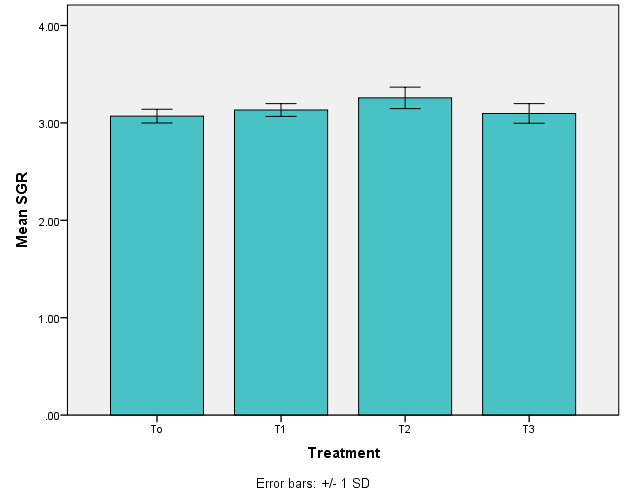 4.00
3.00
2.00
1.00
.00
Mean SGR
To
T1
T2
T3
Treatment
Error bars: +/- 1 SD